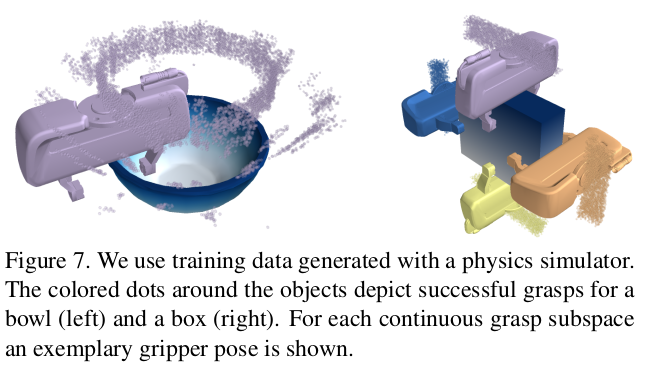 Figure 7. We use training data generated with a physics simulator.
The colored dots around the objects depict successful grasps for a
bowl (left) and a box (right). For each continuous grasp subspace
an exemplary gripper pose is shown.